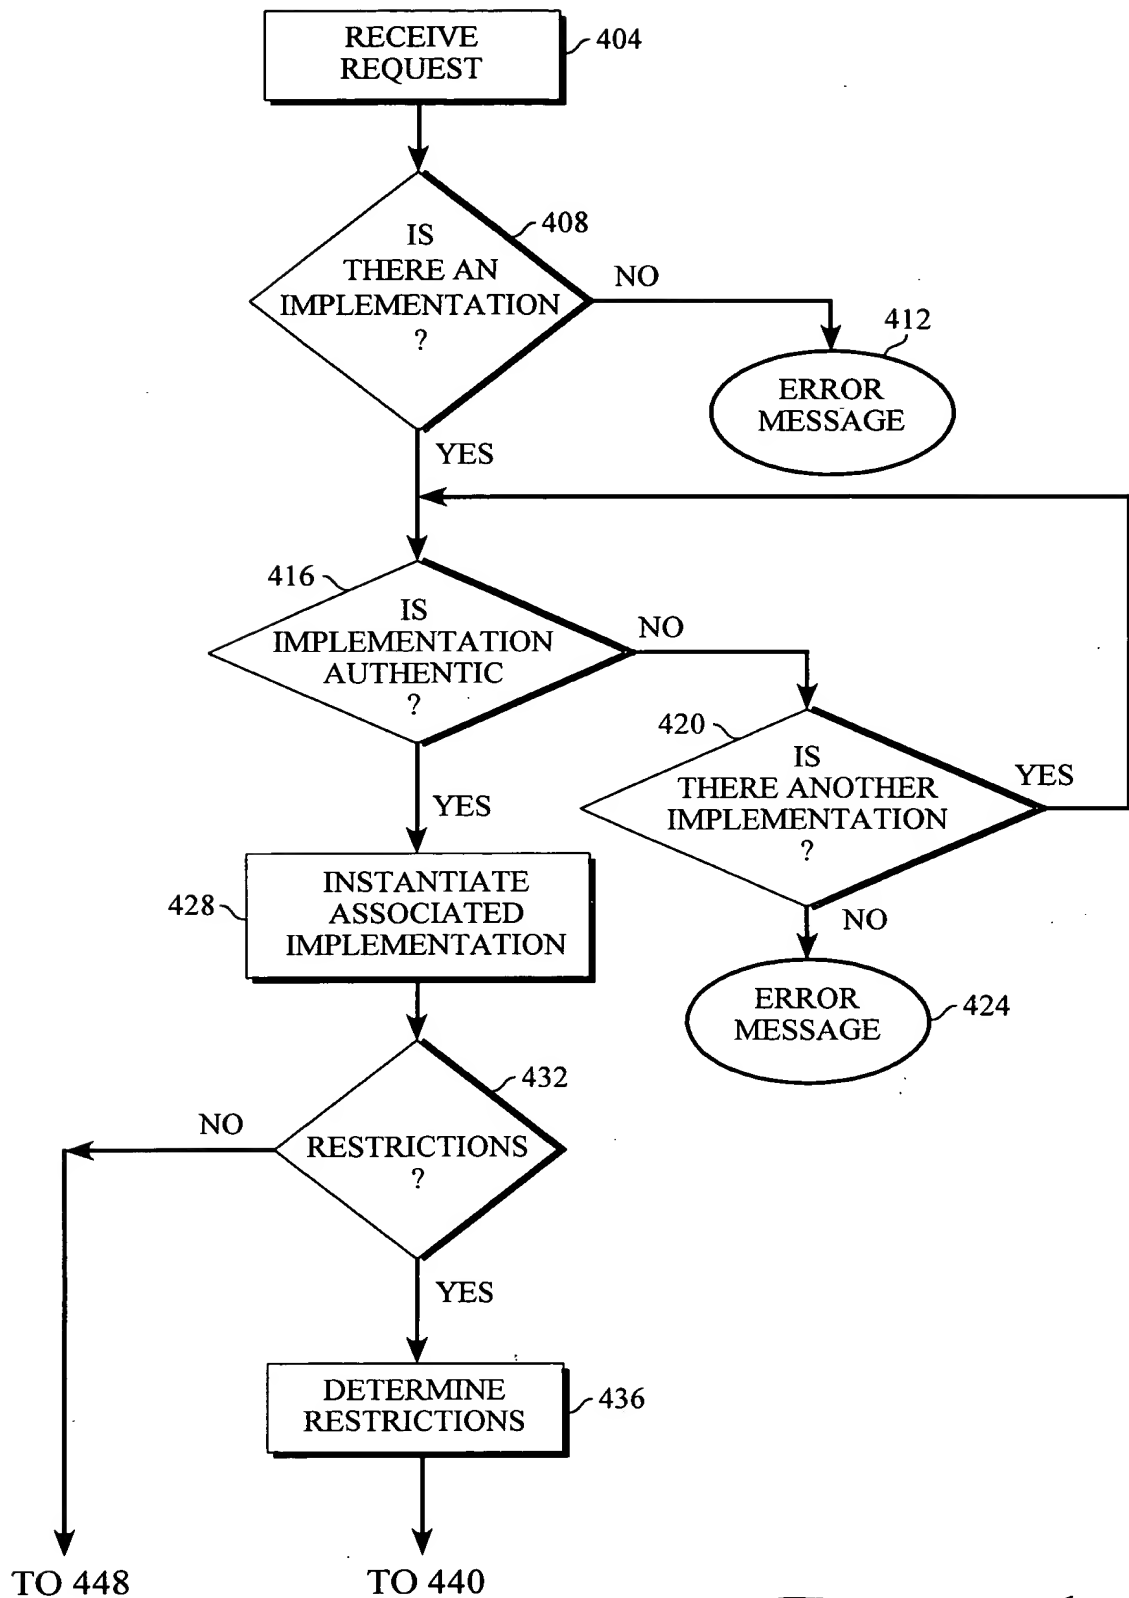 RECEIVE
REQUEST
404
408
IS
THERE AN
IMPLEMENTATION
?
NO
412
ERROR
MESSAGE
YES
416
IS
IMPLEMENTATION
AUTHENTIC
?
NO
420
IS
THERE ANOTHER
IMPLEMENTATION
?
YES
YES
NO
428
INSTANTIATE
ASSOCIATED
IMPLEMENTATION
ERROR
MESSAGE
424
432
NO
RESTRICTIONS
?
YES
DETERMINE
RESTRICTIONS
436
TO 448
TO 440